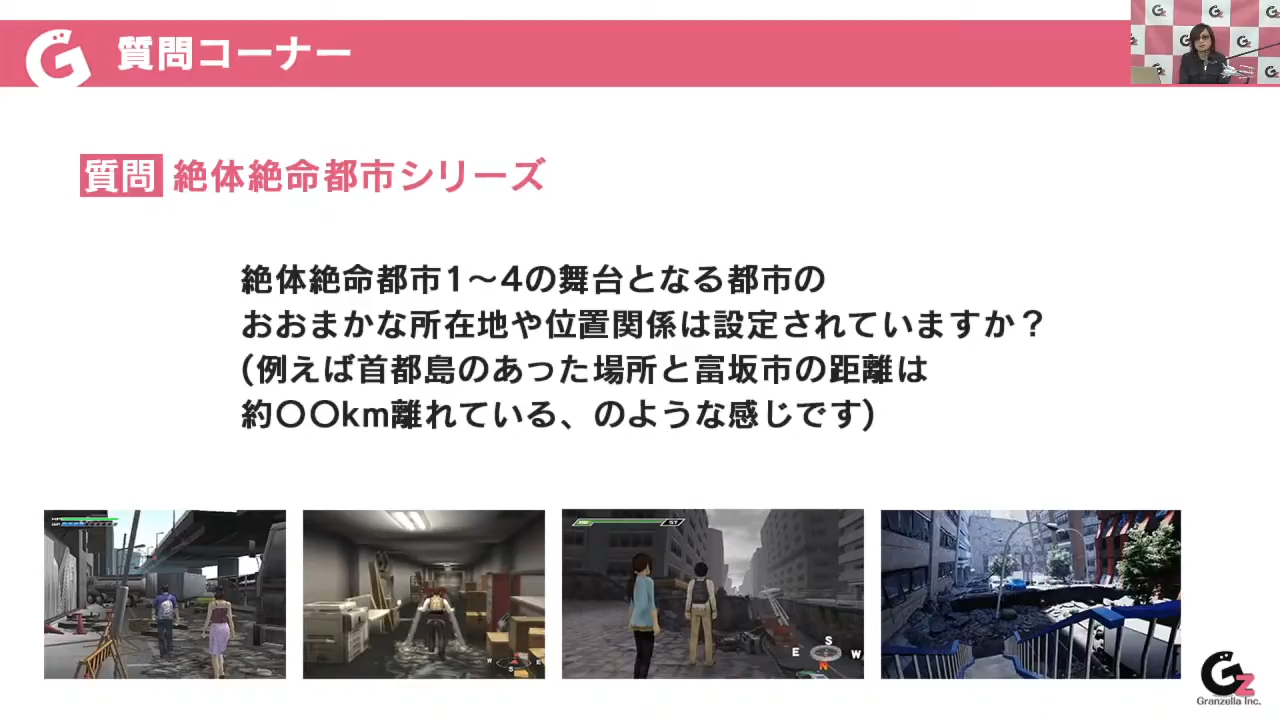 質問コーナー
質問 絶体絶命都市シリーズ
絶体絶命都市1～4の舞台となる都市の
おおまかな所在地や位置関係は設定されていますか？
(例えば首都島のあった場所と富坂市の距離は
約〇〇km離れている、のような感じです)
W S E
ST
S
E W
N
Gz
Granzella Inc.